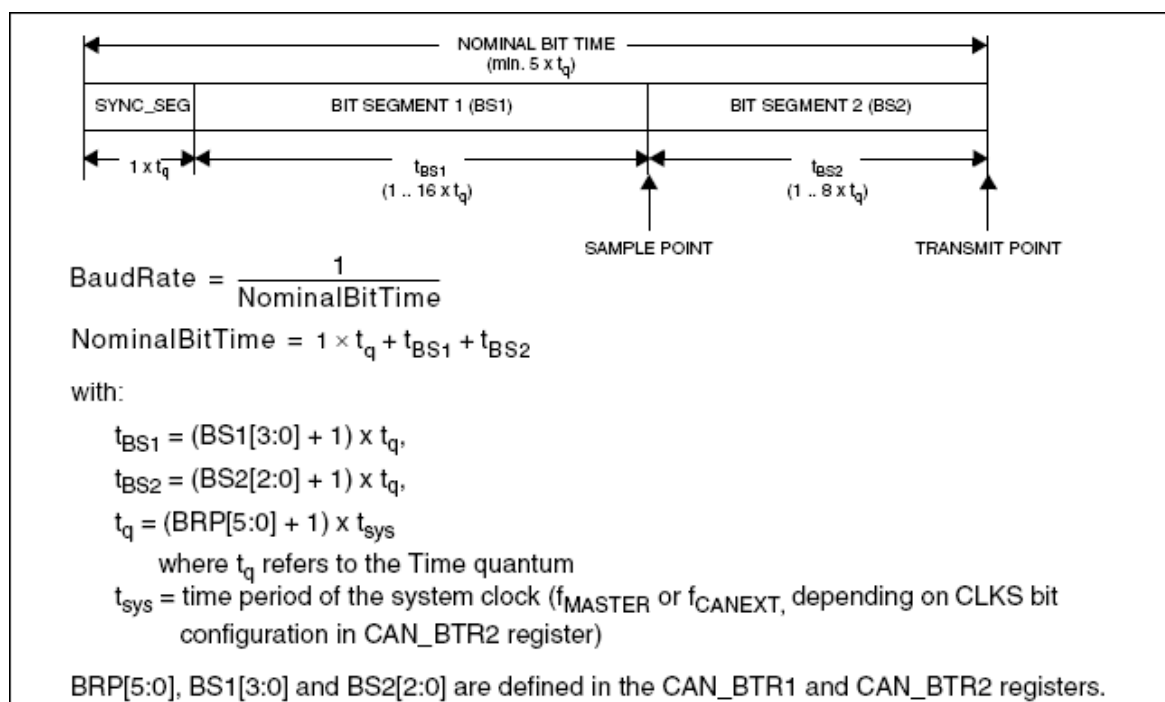 NOMINAL BIT TIME
(min. 5 x tq)
SYNC_SEG BIT SEGMENT 1 (BS1) BIT SEGMENT 2 (BS2)
1 x tq tBS1 tBS2
(1 .. 16 x tq) (1 .. 8 x tq)
SAMPLE POINT TRANSMIT POINT
BaudRate = 1 / NominalBitTime
NominalBitTime = 1 × tq + tBS1 + tBS2
with:
tBS1 = (BS1[3:0] + 1) x tq,
tBS2 = (BS2[2:0] + 1) x tq,
tq = (BRP[5:0] + 1) x tsys
where tq refers to the Time quantum
tsys = time period of the system clock (fMASTER or fCANEXT, depending on CLKS bit
configuration in CAN_BTR2 register)
BRP[5:0], BS1[3:0] and BS2[2:0] are defined in the CAN_BTR1 and CAN_BTR2 registers.